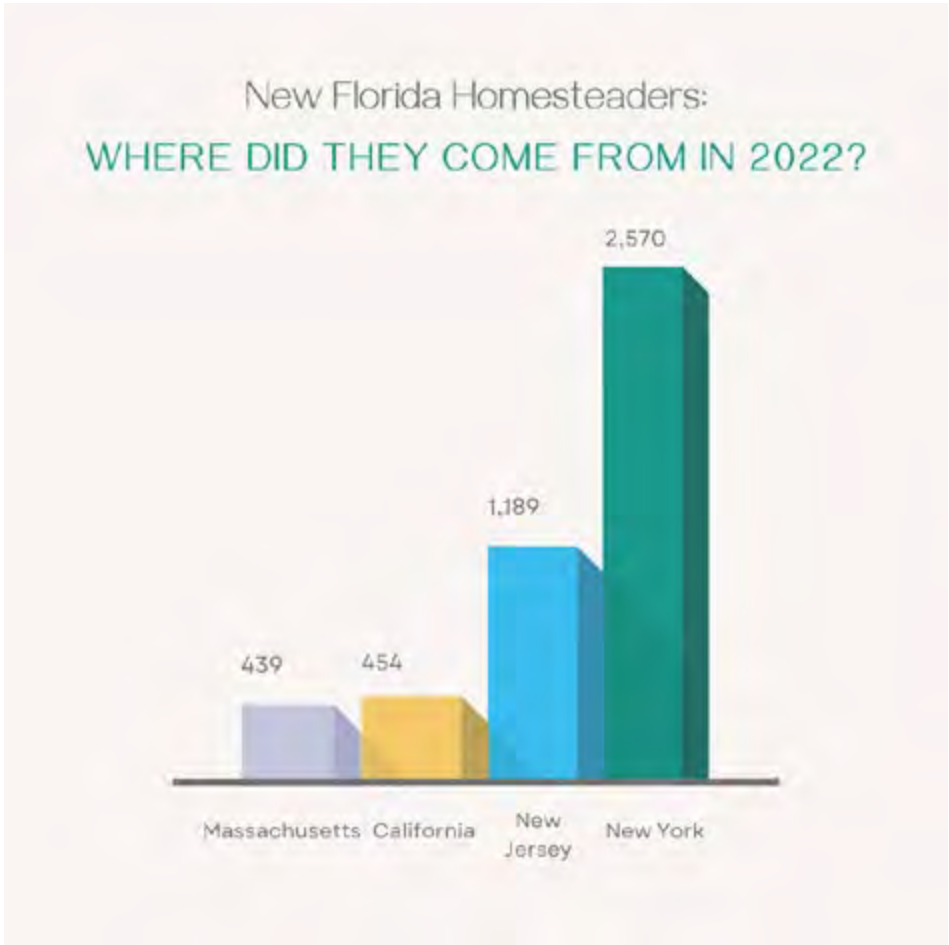 New Florida Homesteaders:
WHERE DID THEY COME FROM IN 2022?
2,570
1,189
439
454
Massachusetts
California
New
Jersey
New York